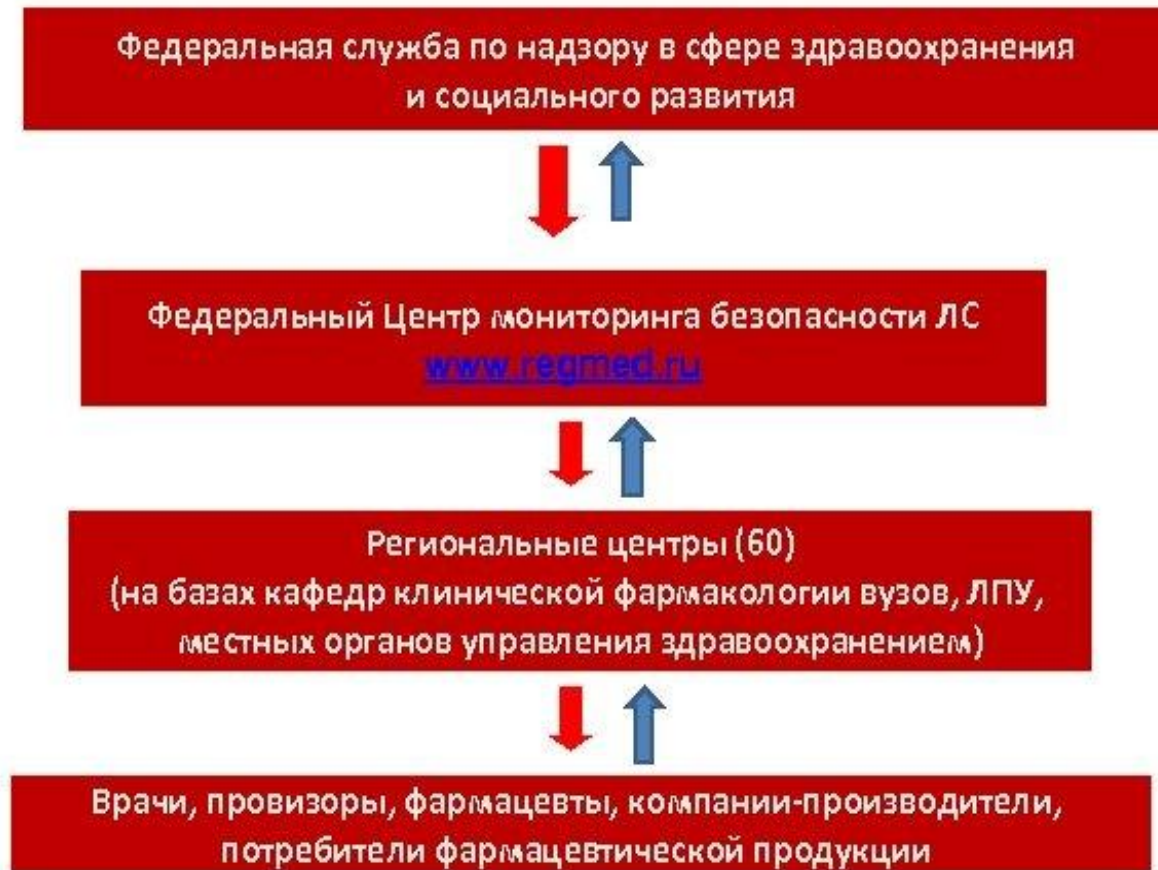 Федеральная служба по надзору в сфере здравоохранения
и социального развития
Федеральный Центр мониторинга безопасности ЛС
www.regmed.ru
Региональные центры (60)
(на базах кафедр клинической фармакологии вузов, ЛПУ,
местных органов управления здравоохранением)
Врачи, провизоры, фармацевты, компании-производители,
потребители фармацевтической продукции